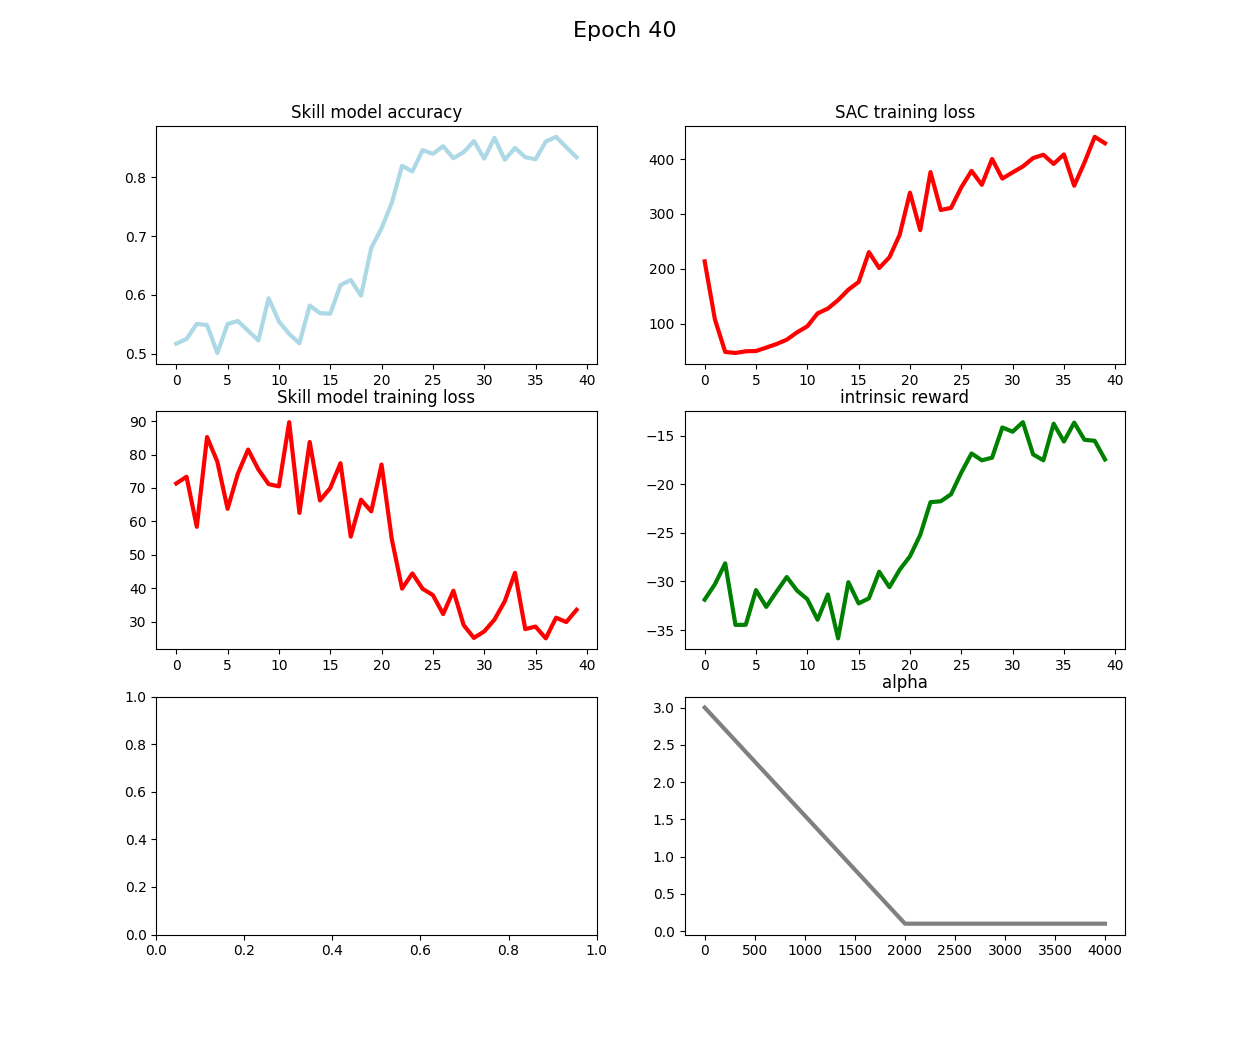 Epoch 40
Skill model accuracy
0.8
0.7
0.6
0.5
0 5 10 15 20 25 30 35 40
SAC training loss
400
300
200
100
0 5 10 15 20 25 30 35 40
Skill model training loss
90
80
70
60
50
40
30
0 5 10 15 20 25 30 35 40
intrinsic reward
−15
−20
−25
−30
−35
0 5 10 15 20 25 30 35 40
1.0
0.8
0.6
0.4
0.2
0.0
0.0 0.2 0.4 0.6 0.8 1.0
alpha
3.0
2.5
2.0
1.5
1.0
0.5
0.0
0 500 1000 1500 2000 2500 3000 3500 4000